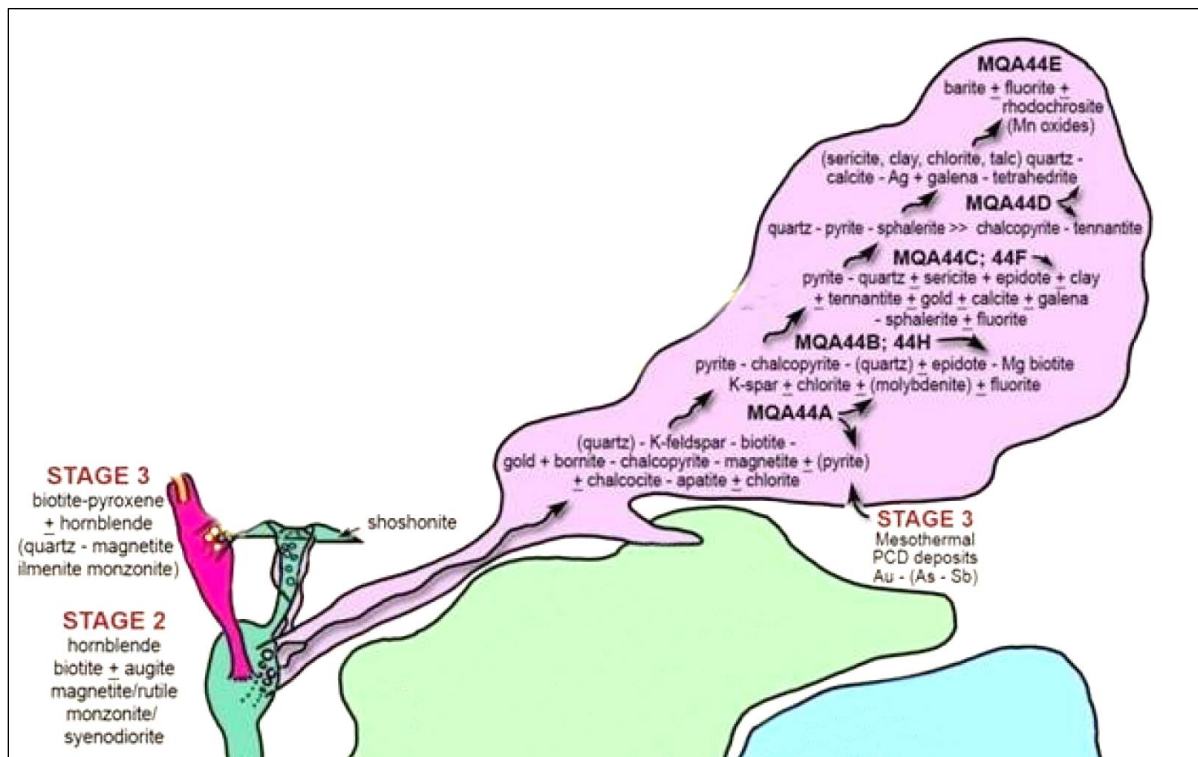 MQA44E
barite ± fluorite ±
rhodochrosite
(Mn oxides)
(sericite, clay, chlorite, talc) quartz -
calcite - Ag + galena - tetrahedrite
MQA44D
quartz - pyrite - sphalerite >> chalcopyrite - tennantite
MQA44C; 44F
pyrite - quartz ± sericite + epidote ± clay
± tennantite ± gold ± calcite ± galena
- sphalerite ± fluorite
MQA44B; 44H
pyrite - chalcopyrite - (quartz) ± epidote - Mg biotite
K-spar ± chlorite ± (molybdenite) ± fluorite
MQA44A
(quartz) - K-feldspar - biotite -
gold + bornite - chalcopyrite - magnetite ± (pyrite)
± chalcocite - apatite ± chlorite
STAGE 3
biotite-pyroxene
± hornblende
(quartz - magnetite
ilmenite monzonite)
shoshonite
STAGE 3
Mesothermal
PCD deposits
Au - (As - Sb)
STAGE 2
hornblende
biotite ± augite
magnetite/rutile
monzonite/
syenodiorite